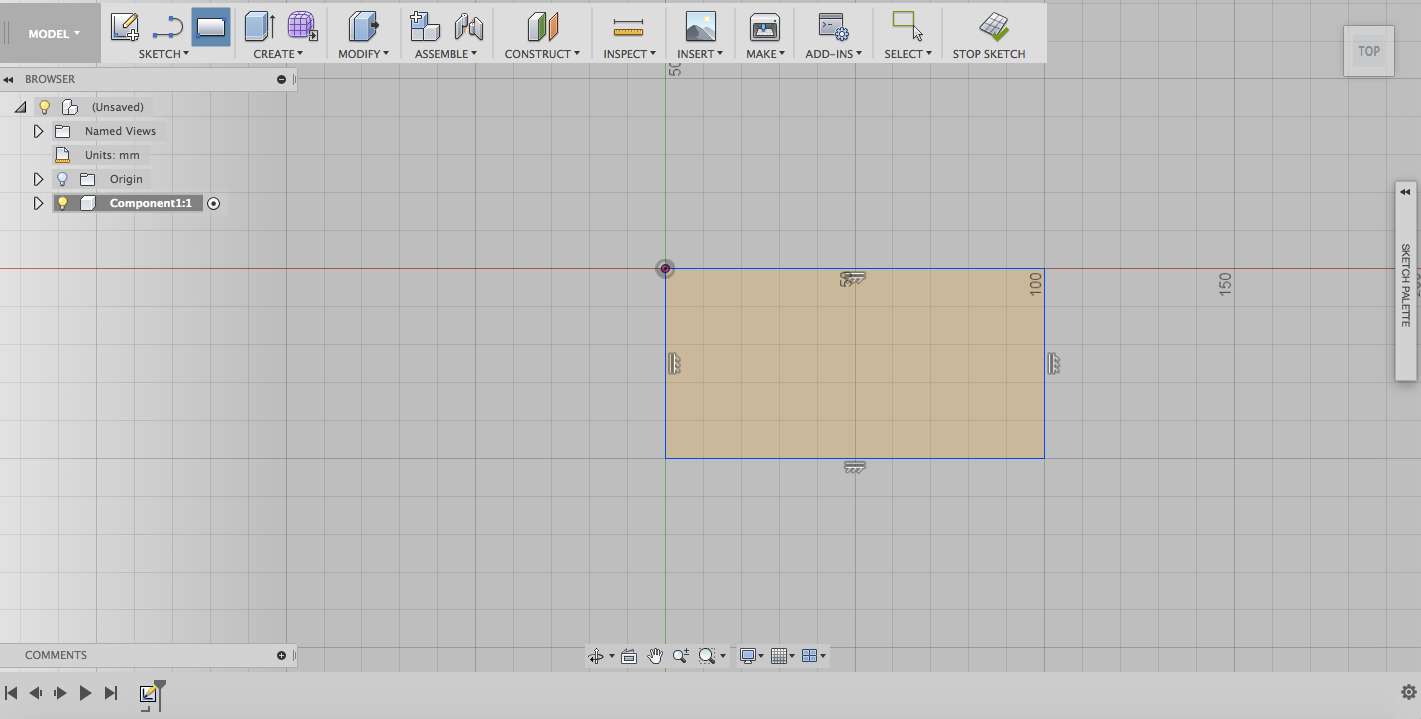 MODEL
SKETCH
CREATE
MODIFY
ASSEMBLE
CONSTRUCT
INSPECT
INSERT
MAKE
ADD-INS
SELECT
STOP SKETCH
TOP
BROWSER
50
(Unsaved)
Named Views
Units: mm
Origin
Component1:1
50
100
150
SKETCH PALETTE
COMMENTS